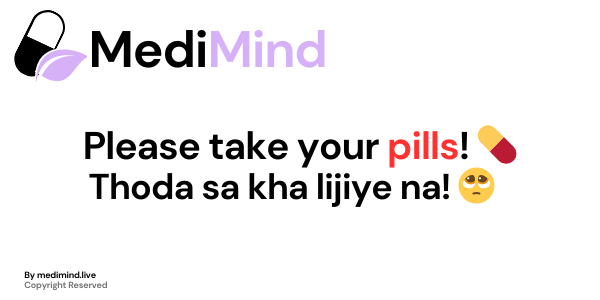 MediMind
Please take your pills! 💊
Thoda sa kha lijiye na! 🥺
By medimind.live
Copyright Reserved